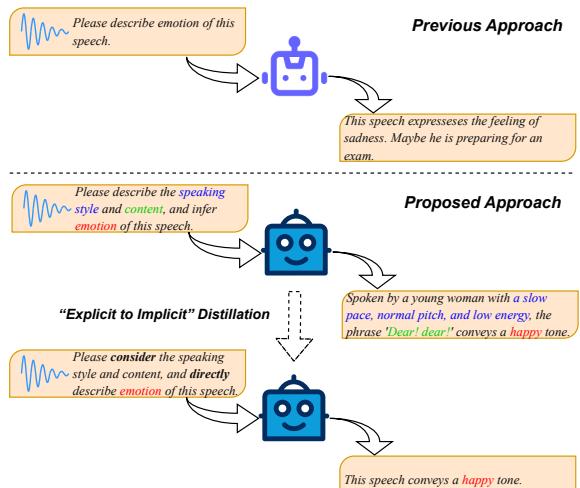 Previous Approach
Please describe emotion of this
speech.
This speech expresseses the feeling of
sadness. Maybe he is preparing for an
exam.
Proposed Approach
Please describe the speaking
style and content, and infer
emotion of this speech.
Spoken by a young woman with a slow
pace, normal pitch, and low energy, the
phrase 'Dear! dear!' conveys a happy tone.
“Explicit to Implicit” Distillation
Please consider the speaking
style and content, and directly
describe emotion of this speech.
This speech conveys a happy tone.